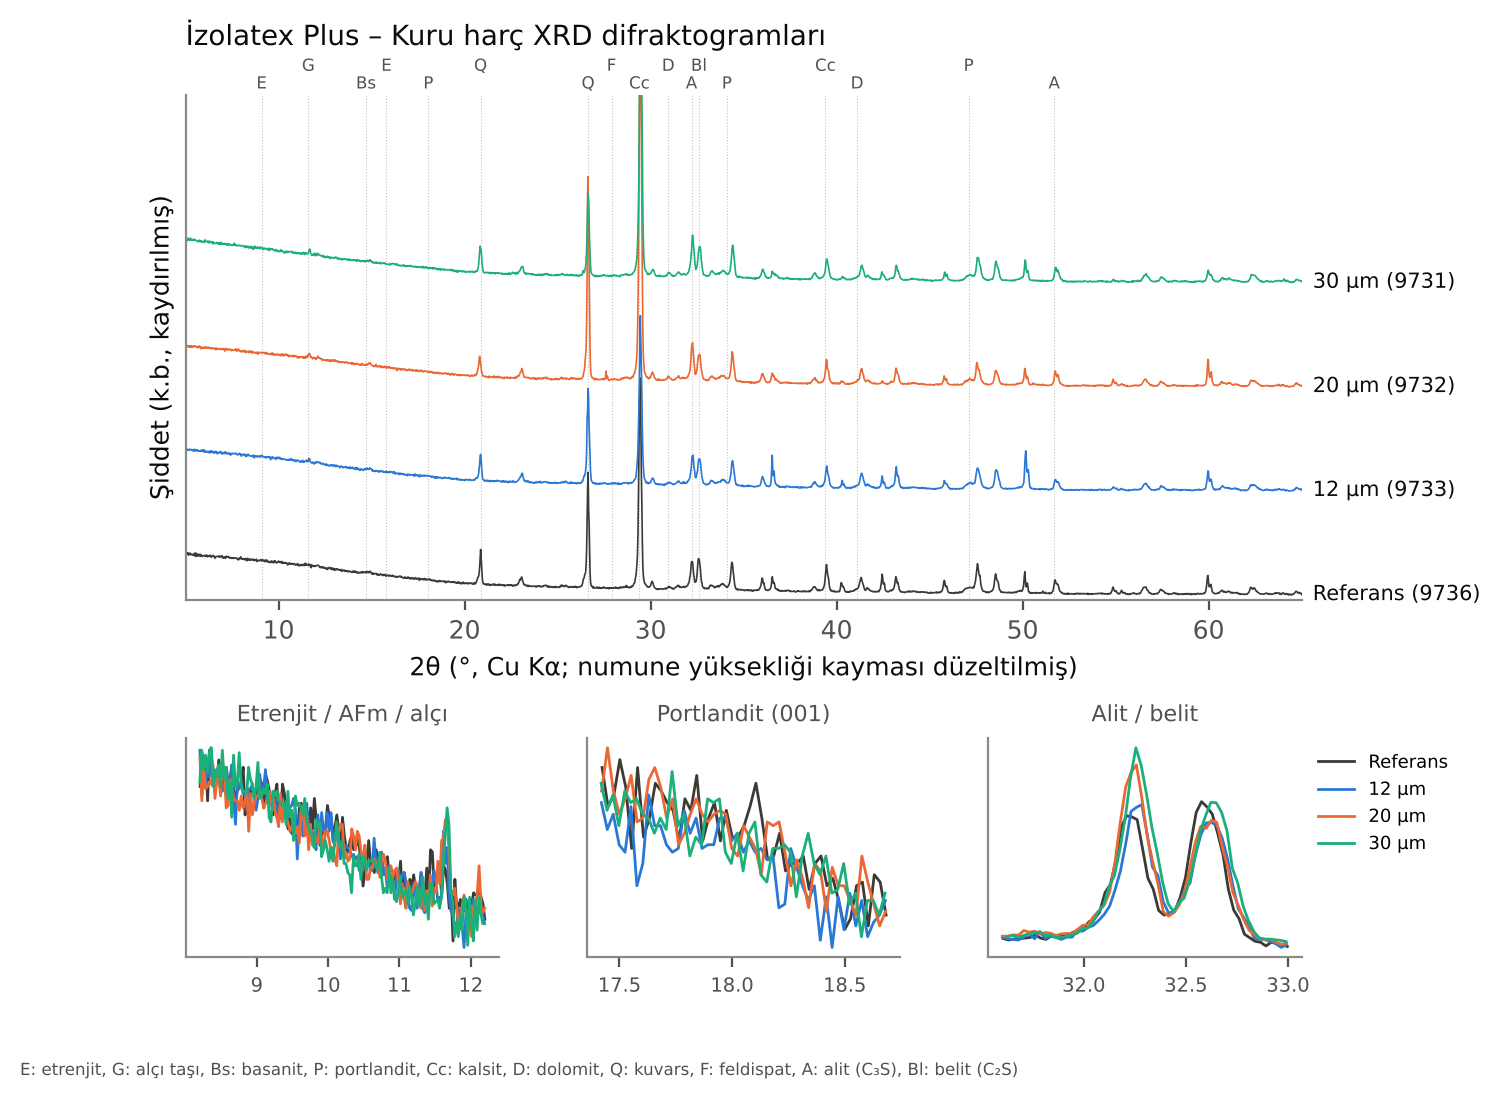 İzolatex Plus – Kuru harç XRD difraktogramları
G E Q F D Bl Cc P
E Bs P Q Cc A P D A
Şiddet (k.b., kaydırılmış)
30 µm (9731)
20 µm (9732)
12 µm (9733)
Referans (9736)
10 20 30 40 50 60
2θ (°, Cu Kα; numune yüksekliği kayması düzeltilmiş)
Etrenjit / AFm / alçı
Portlandit (001)
Alit / belit
Referans
12 µm
20 µm
30 µm
9 10 11 12
17.5 18.0 18.5
32.0 32.5 33.0
E: etrenjit, G: alçı taşı, Bs: basanit, P: portlandit, Cc: kalsit, D: dolomit, Q: kuvars, F: feldispat, A: alit (C₃S), Bl: belit (C₂S)